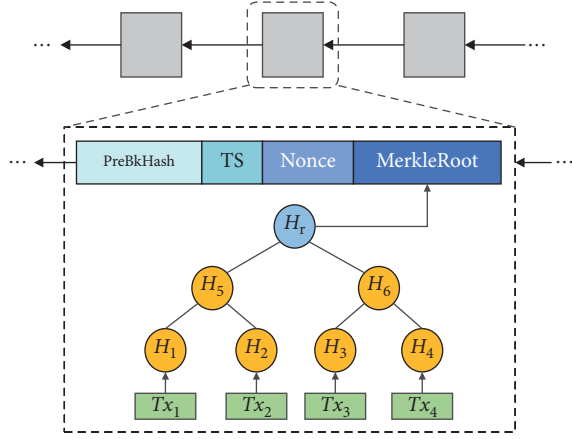 ... ...
... PreBkHash TS Nonce MerkleRoot ...
Hr
H5 H6
H1 H2 H3 H4
Tx1 Tx2 Tx3 Tx4